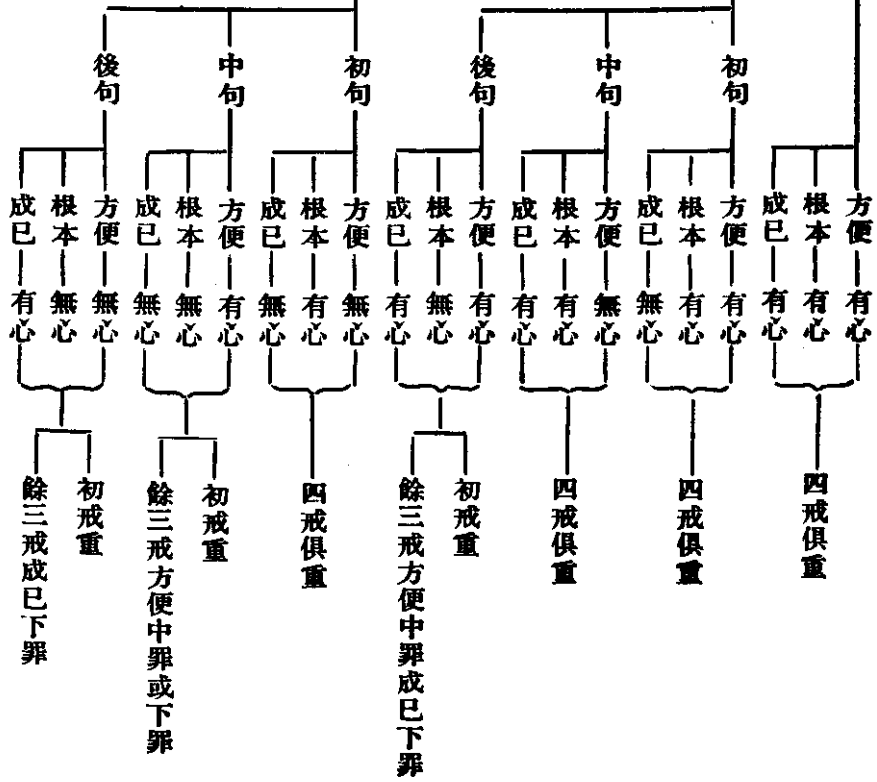 方便 有心
根本 有心
成已 有心
四戒俱重
初句
方便 有心
根本 有心
成已 無心
四戒俱重
中句
方便 無心
根本 有心
成已 有心
四戒俱重
後句
方便 有心
根本 無心
成已 有心
初戒重
餘三戒方便中罪成已下罪
初句
方便 無心
根本 有心
成已 無心
四戒俱重
中句
方便 有心
根本 無心
成已 無心
初戒重
餘三戒方便中罪或下罪
後句
方便 無心
根本 無心
成已 有心
初戒重
餘三戒成已下罪